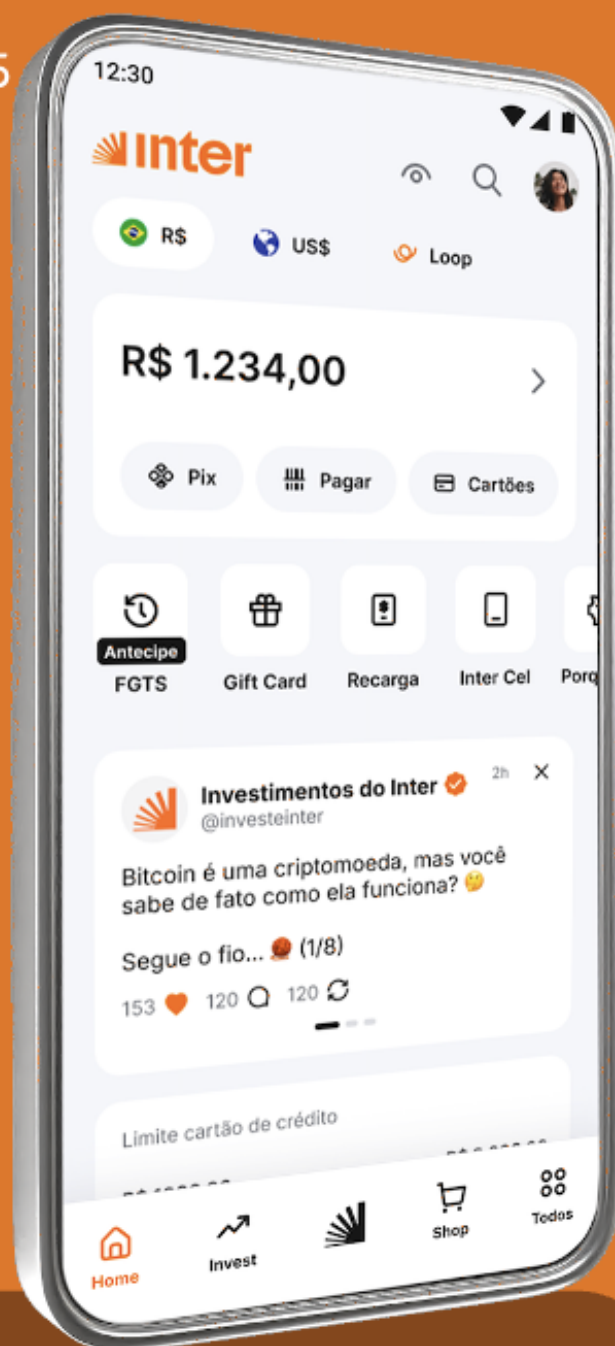 12:30
inter
R$ US$ Loop
R$ 1.234,00
Pix Pagar Cartões
Antecipe
FGTS Gift Card Recarga Inter Cel
Investimentos do Inter 2h
@investeinter
Bitcoin é uma criptomoeda, mas você
sabe de fato como ela funciona? 🤔
Segue o fio... 🧶 (1/8)
153 120 120
Limite cartão de crédito
Home Invest Shop Todos